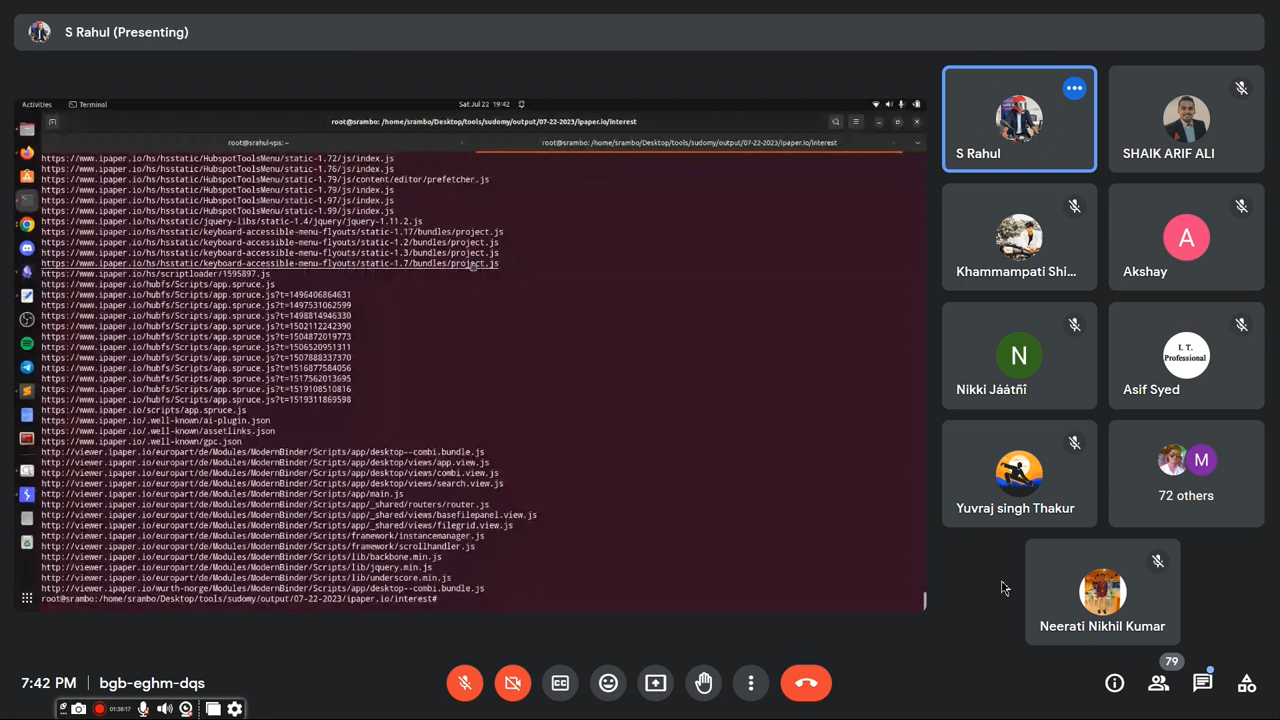 S Rahul (Presenting)
Activities
Terminal
Sat Jul 22 19:42
root@srambo: /home/srambo/Desktop/tools/sudomy/output/07-22-2023/ipaper.io/interest
root@srahul-vps: ~
root@srambo: /home/srambo/Desktop/tools/sudomy/output/07-22-2023/ipaper.io/interest
https://www.ipaper.io/hs/hsstatic/HubspotToolsMenu/static-1.72/js/index.js
https://www.ipaper.io/hs/hsstatic/HubspotToolsMenu/static-1.76/js/index.js
https://www.ipaper.io/hs/hsstatic/HubspotToolsMenu/static-1.79/js/content/editor/prefetcher.js
https://www.ipaper.io/hs/hsstatic/HubspotToolsMenu/static-1.79/js/index.js
https://www.ipaper.io/hs/hsstatic/HubspotToolsMenu/static-1.97/js/index.js
https://www.ipaper.io/hs/hsstatic/HubspotToolsMenu/static-1.99/js/index.js
https://www.ipaper.io/hs/hsstatic/jquery-libs/static-1.4/jquery/jquery-1.11.2.js
https://www.ipaper.io/hs/hsstatic/keyboard-accessible-menu-flyouts/static-1.17/bundles/project.js
https://www.ipaper.io/hs/hsstatic/keyboard-accessible-menu-flyouts/static-1.2/bundles/project.js
https://www.ipaper.io/hs/hsstatic/keyboard-accessible-menu-flyouts/static-1.3/bundles/project.js
https://www.ipaper.io/hs/hsstatic/keyboard-accessible-menu-flyouts/static-1.7/bundles/project.js
https://www.ipaper.io/hs/scriptloader/1595897.js
https://www.ipaper.io/hubfs/Scripts/app.spruce.js
https://www.ipaper.io/hubfs/Scripts/app.spruce.js?t=1496406864631
https://www.ipaper.io/hubfs/Scripts/app.spruce.js?t=1497531062599
https://www.ipaper.io/hubfs/Scripts/app.spruce.js?t=1498814946330
https://www.ipaper.io/hubfs/Scripts/app.spruce.js?t=1502112242390
https://www.ipaper.io/hubfs/Scripts/app.spruce.js?t=1504872019773
https://www.ipaper.io/hubfs/Scripts/app.spruce.js?t=1506520951311
https://www.ipaper.io/hubfs/Scripts/app.spruce.js?t=1507888337370
https://www.ipaper.io/hubfs/Scripts/app.spruce.js?t=1516877584056
https://www.ipaper.io/hubfs/Scripts/app.spruce.js?t=1517562013695
https://www.ipaper.io/hubfs/Scripts/app.spruce.js?t=1519108510816
https://www.ipaper.io/hubfs/Scripts/app.spruce.js?t=1519311869598
https://www.ipaper.io/scripts/app.spruce.js
https://www.ipaper.io/.well-known/ai-plugin.json
https://www.ipaper.io/.well-known/assetlinks.json
https://www.ipaper.io/.well-known/gpc.json
http://viewer.ipaper.io/europart/de/Modules/ModernBinder/Scripts/app/desktop--combi.bundle.js
http://viewer.ipaper.io/europart/de/Modules/ModernBinder/Scripts/app/desktop/views/app.view.js
http://viewer.ipaper.io/europart/de/Modules/ModernBinder/Scripts/app/desktop/views/combi.view.js
http://viewer.ipaper.io/europart/de/Modules/ModernBinder/Scripts/app/desktop/views/search.view.js
http://viewer.ipaper.io/europart/de/Modules/ModernBinder/Scripts/app/main.js
http://viewer.ipaper.io/europart/de/Modules/ModernBinder/Scripts/app/_shared/routers/router.js
http://viewer.ipaper.io/europart/de/Modules/ModernBinder/Scripts/app/_shared/views/basefilepanel.view.js
http://viewer.ipaper.io/europart/de/Modules/ModernBinder/Scripts/app/_shared/views/filegrid.view.js
http://viewer.ipaper.io/europart/de/Modules/ModernBinder/Scripts/framework/instancemanager.js
http://viewer.ipaper.io/europart/de/Modules/ModernBinder/Scripts/framework/scrollhandler.js
http://viewer.ipaper.io/europart/de/Modules/ModernBinder/Scripts/lib/backbone.min.js
http://viewer.ipaper.io/europart/de/Modules/ModernBinder/Scripts/lib/jquery.min.js
http://viewer.ipaper.io/europart/de/Modules/ModernBinder/Scripts/lib/underscore.min.js
http://viewer.ipaper.io/wurth-norge/Modules/ModernBinder/Scripts/app/desktop--combi.bundle.js
root@srambo:/home/srambo/Desktop/tools/sudomy/output/07-22-2023/ipaper.io/interest#
S Rahul
SHAIK ARIF ALI
Khammampati Shi...
A
Akshay
N
Nikki Jáátñî
I. T.
Professional
Asif Syed
Yuvraj singh Thakur
M
72 others
Neerati Nikhil Kumar
7:42 PM
bgb-eghm-dqs
79
01:36:17